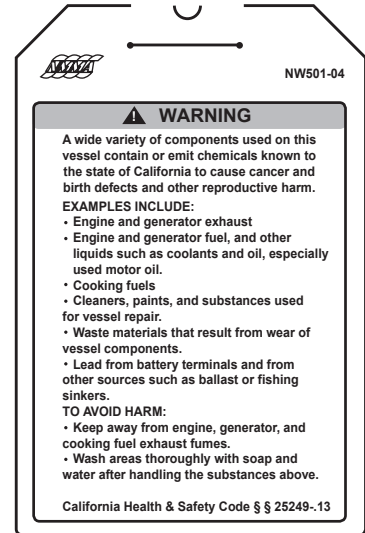 NW501-04
WARNING
A wide variety of components used on this
vessel contain or emit chemicals known to
the state of California to cause cancer and
birth defects and other reproductive harm.
EXAMPLES INCLUDE:
• Engine and generator exhaust
• Engine and generator fuel, and other
liquids such as coolants and oil, especially
used motor oil.
• Cooking fuels
• Cleaners, paints, and substances used
for vessel repair.
• Waste materials that result from wear of
vessel components.
• Lead from battery terminals and from
other sources such as ballast or fishing
sinkers.
TO AVOID HARM:
• Keep away from engine, generator, and
cooking fuel exhaust fumes.
• Wash areas thoroughly with soap and
water after handling the substances above.
California Health & Safety Code § § 25249-.13